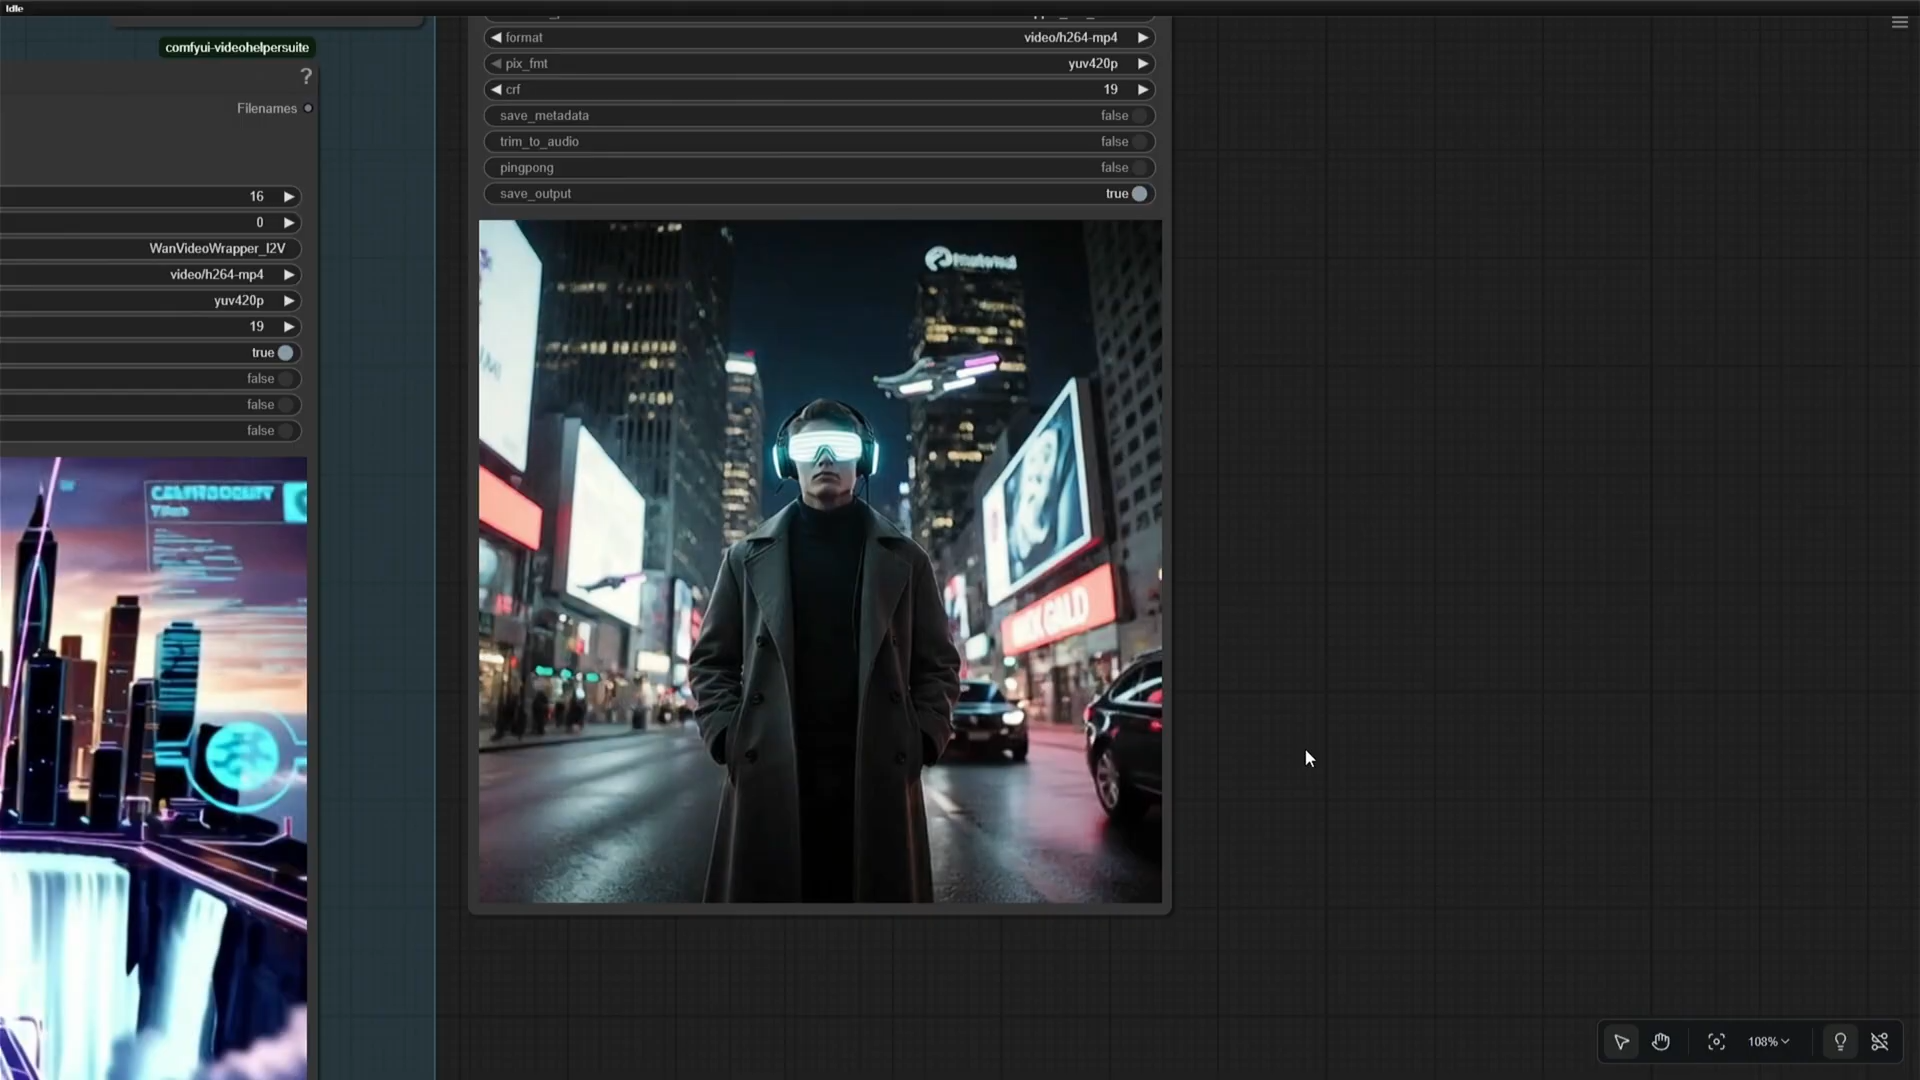 Idle
comfyui-videohelpersuite
?
Filenames
16
0
WanVideoWrapper_I2V
video/h264-mp4
yuv420p
19
true
false
false
false
format video/h264-mp4
pix_fmt yuv420p
crf 19
save_metadata false
trim_to_audio false
pingpong false
save_output true
108%